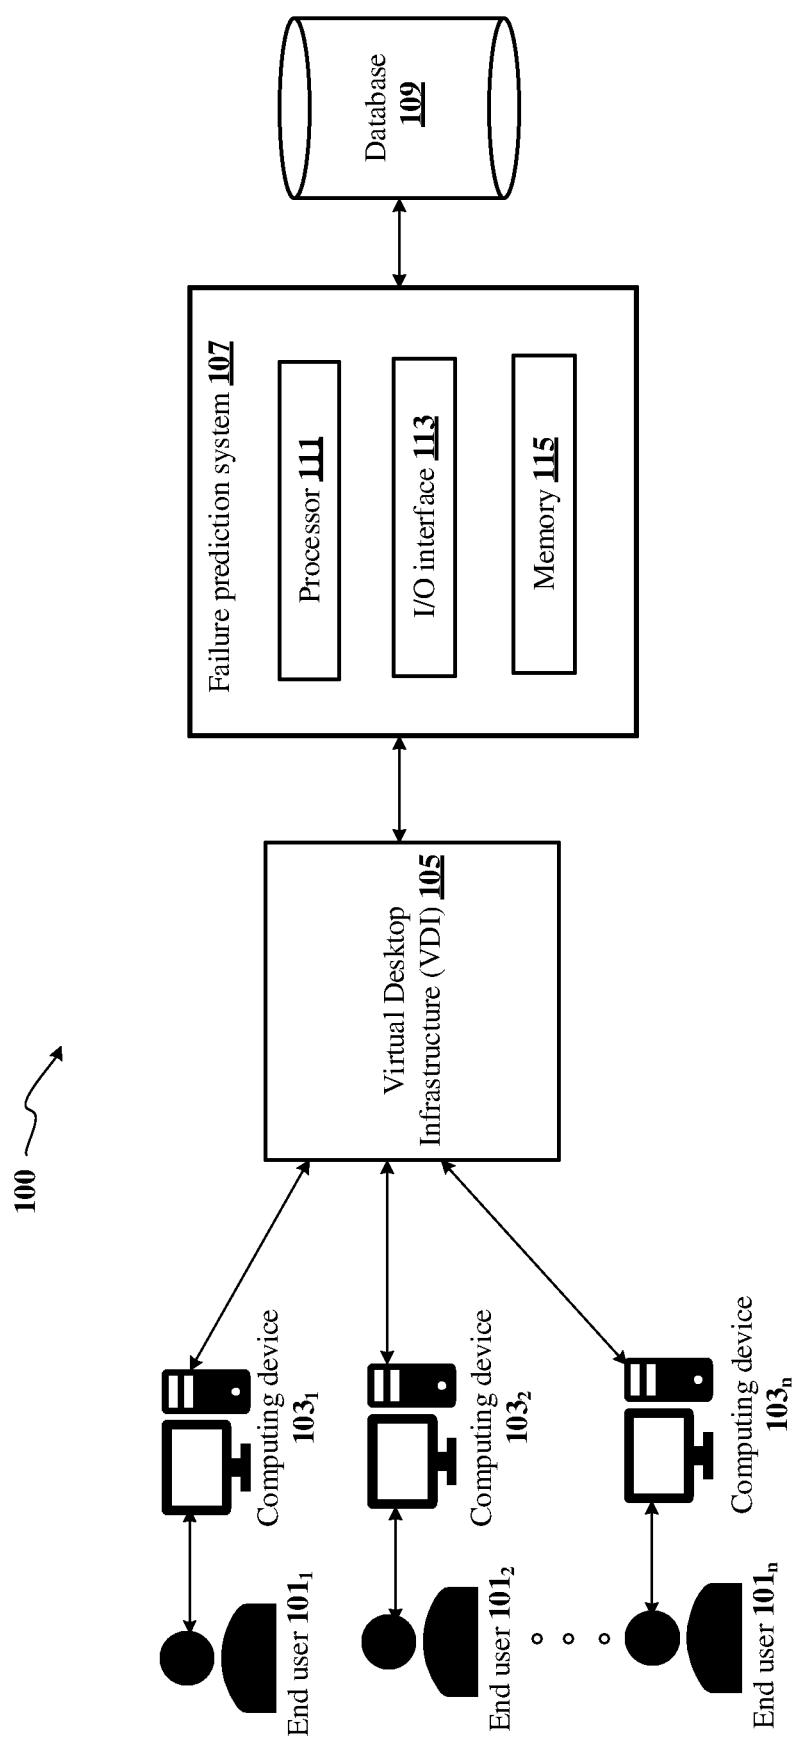 100
End user 101₁
Computing device
103₁
End user 101₂
Computing device
103₂
End user 101ₙ
Computing device
103ₙ
Virtual Desktop
Infrastructure (VDI) 105
Failure prediction system 107
Processor 111
I/O interface 113
Memory 115
Database
109